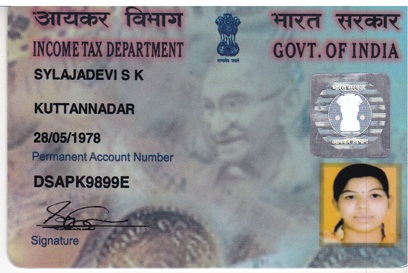 आयकर विभाग
भारत सरकार
INCOME TAX DEPARTMENT
GOVT. OF INDIA
SYLAJADEVI S K
KUTTANNADAR
28/05/1978
Permanent Account Number
DSAPK9899E
Signature